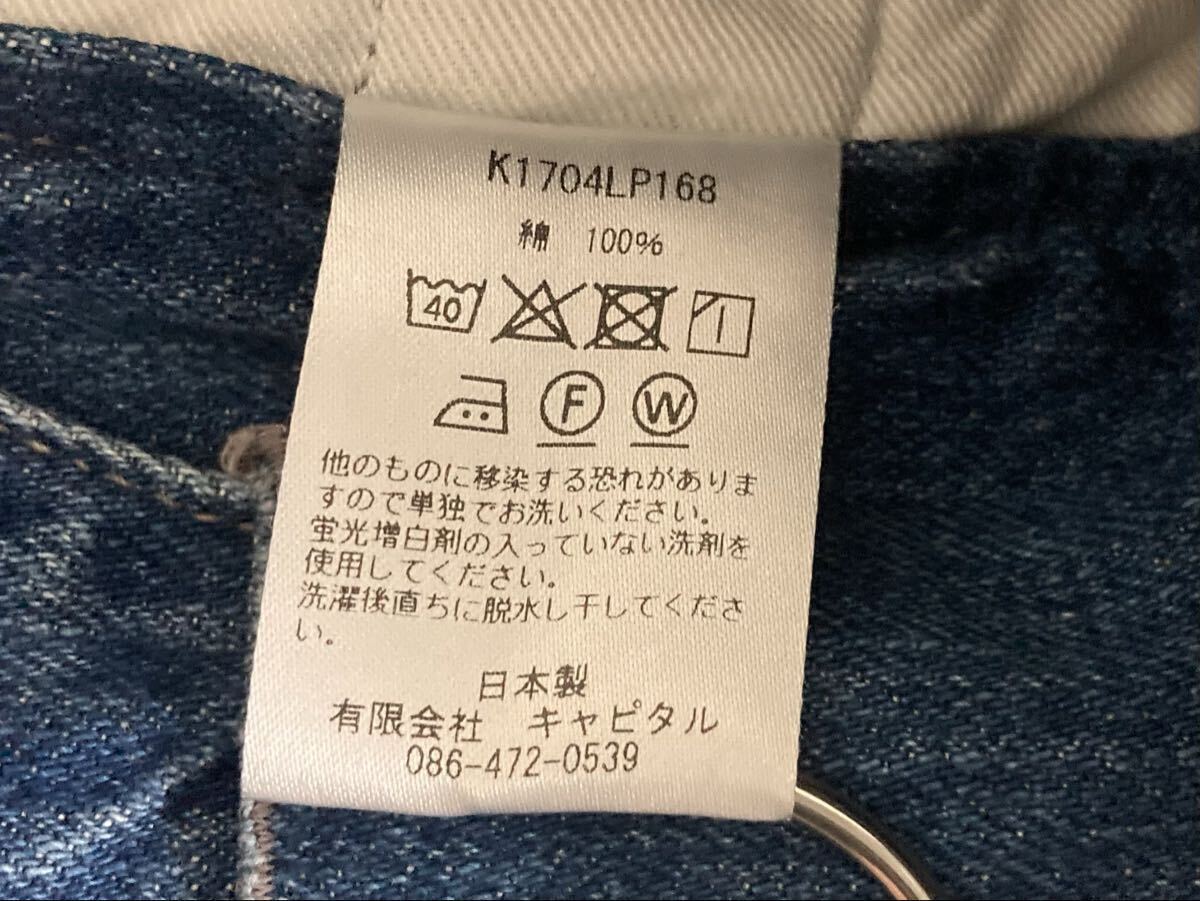 K1704LP168
綿 100%
40
F W
他のものに移染する恐れがありま
すので単独でお洗いください。
蛍光増白剤の入っていない洗剤を
使用してください。
洗濯後直ちに脱水し干してくださ
い。
日本製
有限会社 キャピタル
086-472-0539